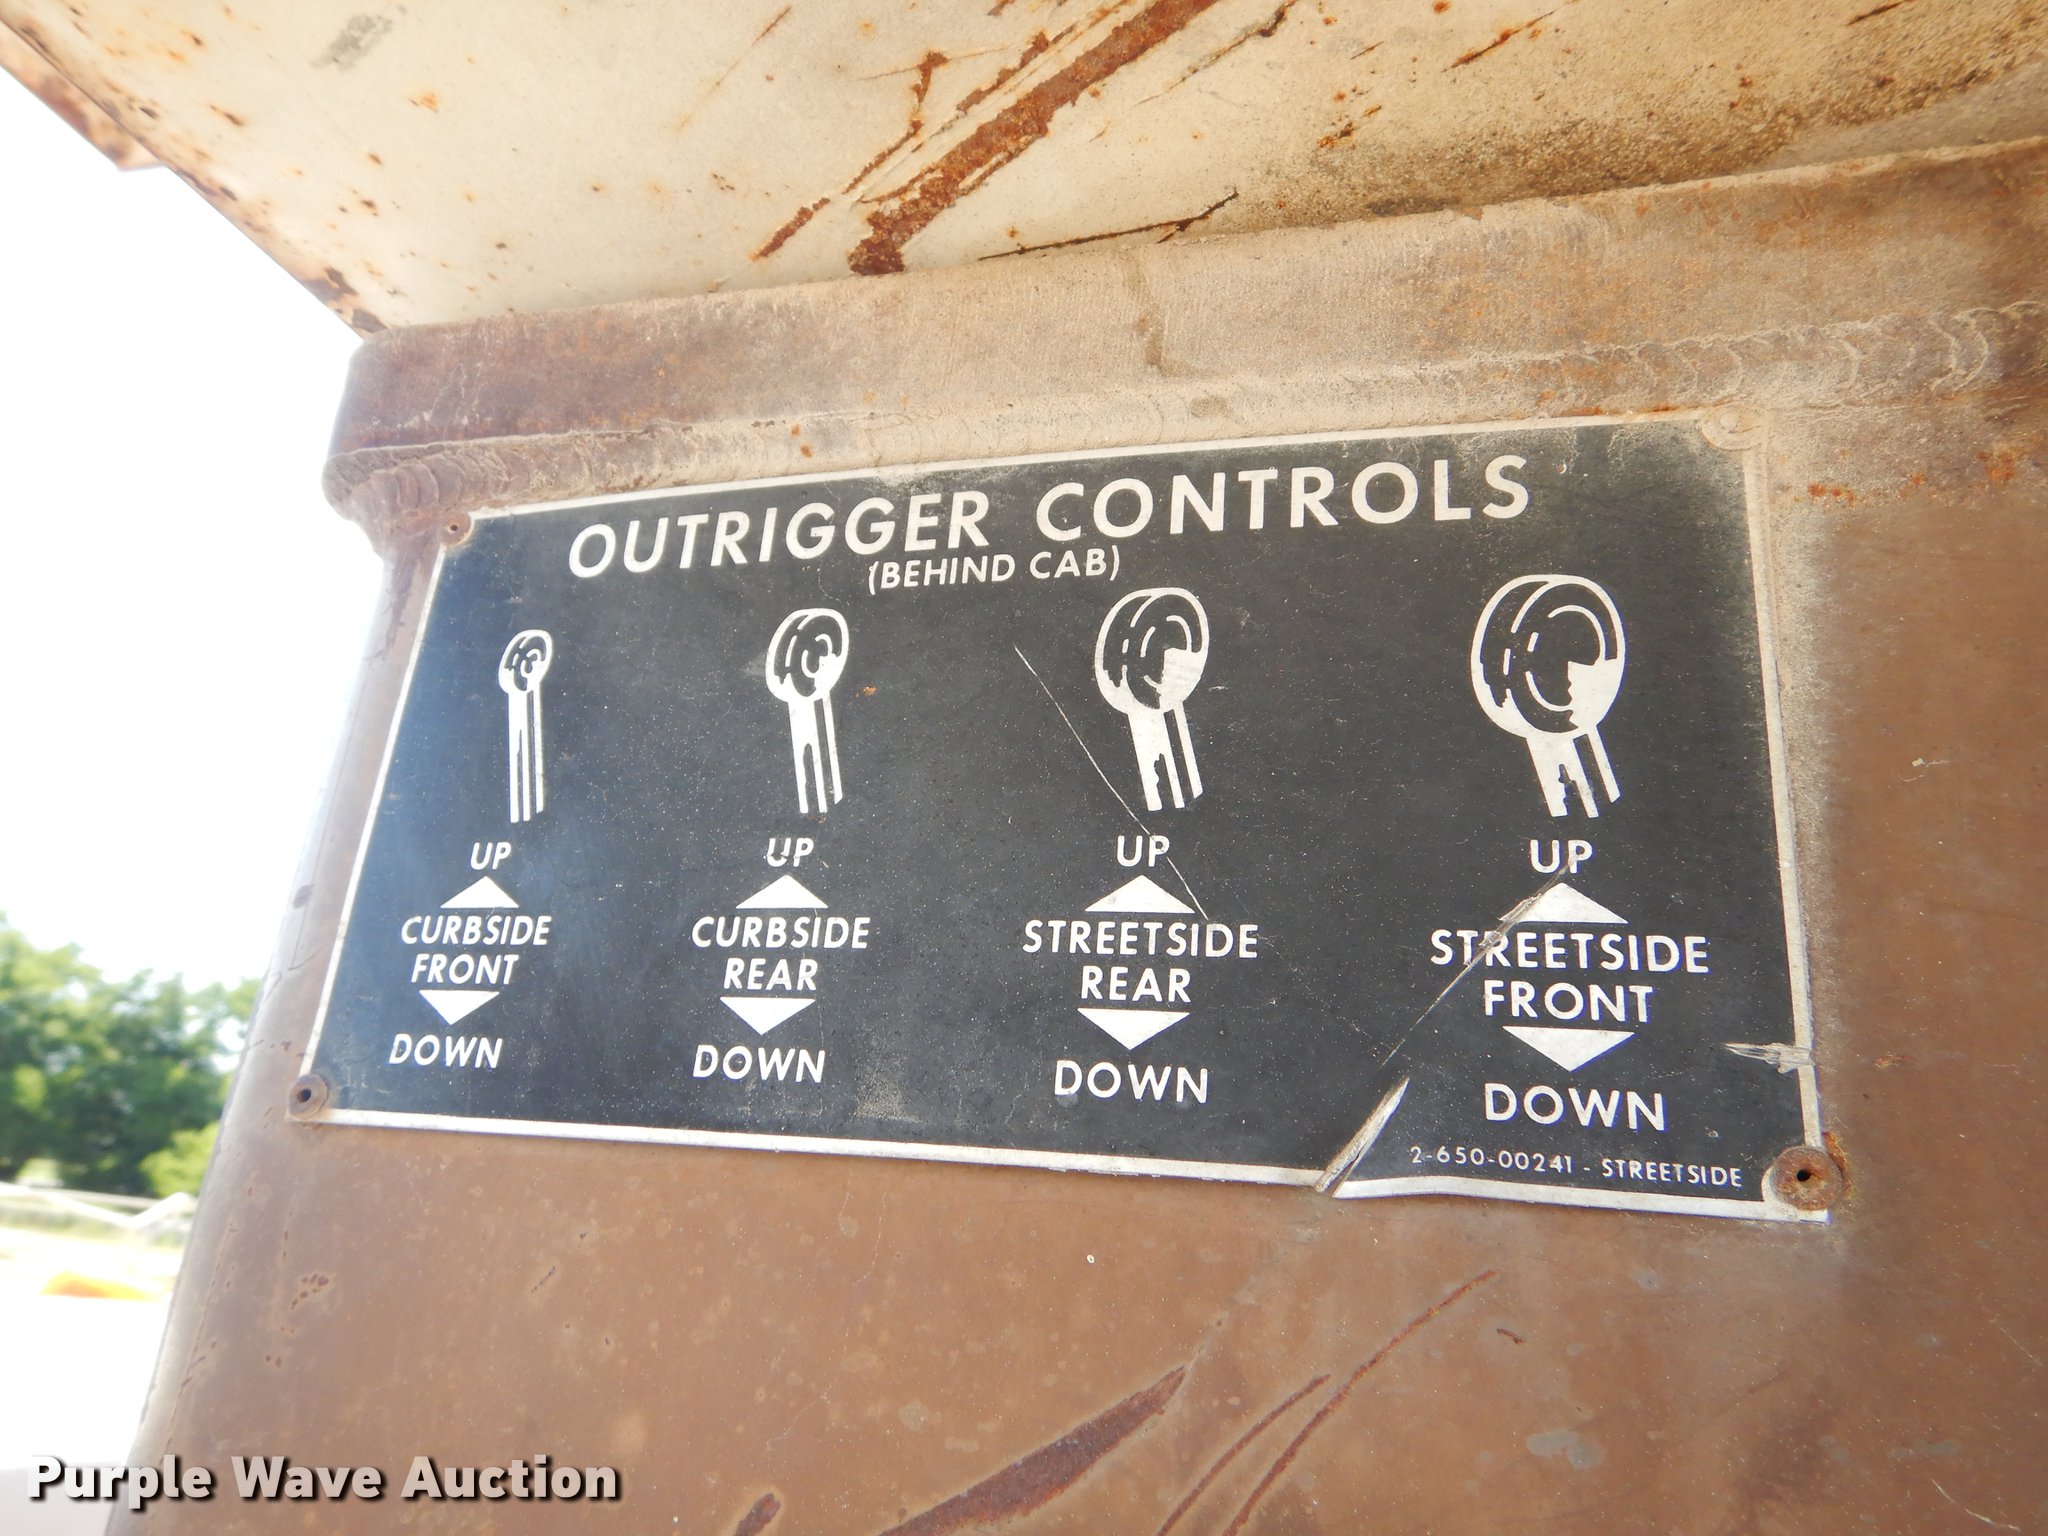 OUTRIGGER CONTROLS
(BEHIND CAB)
UP UP UP UP
CURBSIDE CURBSIDE STREETSIDE STREETSIDE
FRONT REAR REAR FRONT
DOWN DOWN DOWN DOWN
2-650-00241 - STREETSIDE
Purple Wave Auction